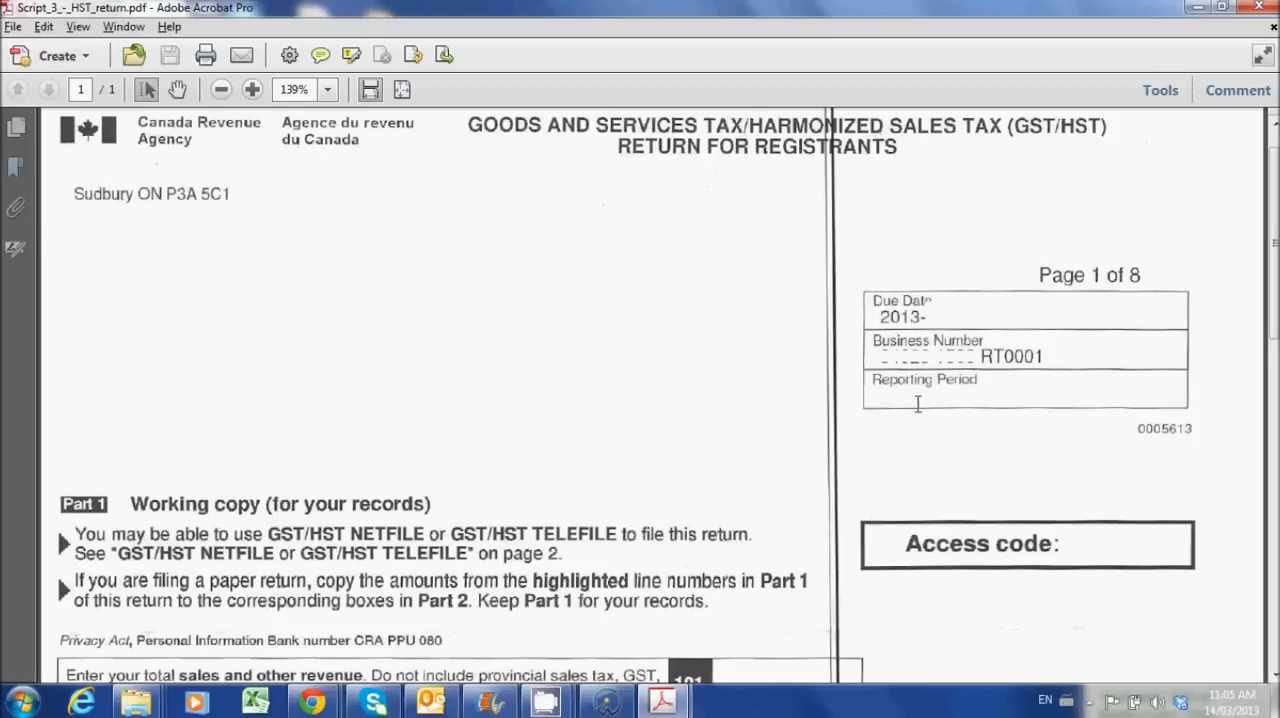 Script_3_-_HST_return.pdf - Adobe Acrobat Pro
File Edit View Window Help
Create
1 / 1 139% Tools Comment
Canada Revenue Agency
Agence du revenu du Canada
GOODS AND SERVICES TAX/HARMONIZED SALES TAX (GST/HST)
RETURN FOR REGISTRANTS
Sudbury ON P3A 5C1
Page 1 of 8
Due Date
2013-
Business Number
RT0001
Reporting Period
0005613
Part 1 Working copy (for your records)
You may be able to use GST/HST NETFILE or GST/HST TELEFILE to file this return.
See "GST/HST NETFILE or GST/HST TELEFILE" on page 2.
If you are filing a paper return, copy the amounts from the highlighted line numbers in Part 1
of this return to the corresponding boxes in Part 2. Keep Part 1 for your records.
Access code:
Privacy Act, Personal Information Bank number CRA PPU 080
Enter your total sales and other revenue. Do not include provincial sales tax, GST,
101
EN
11:05 AM
14/03/2013